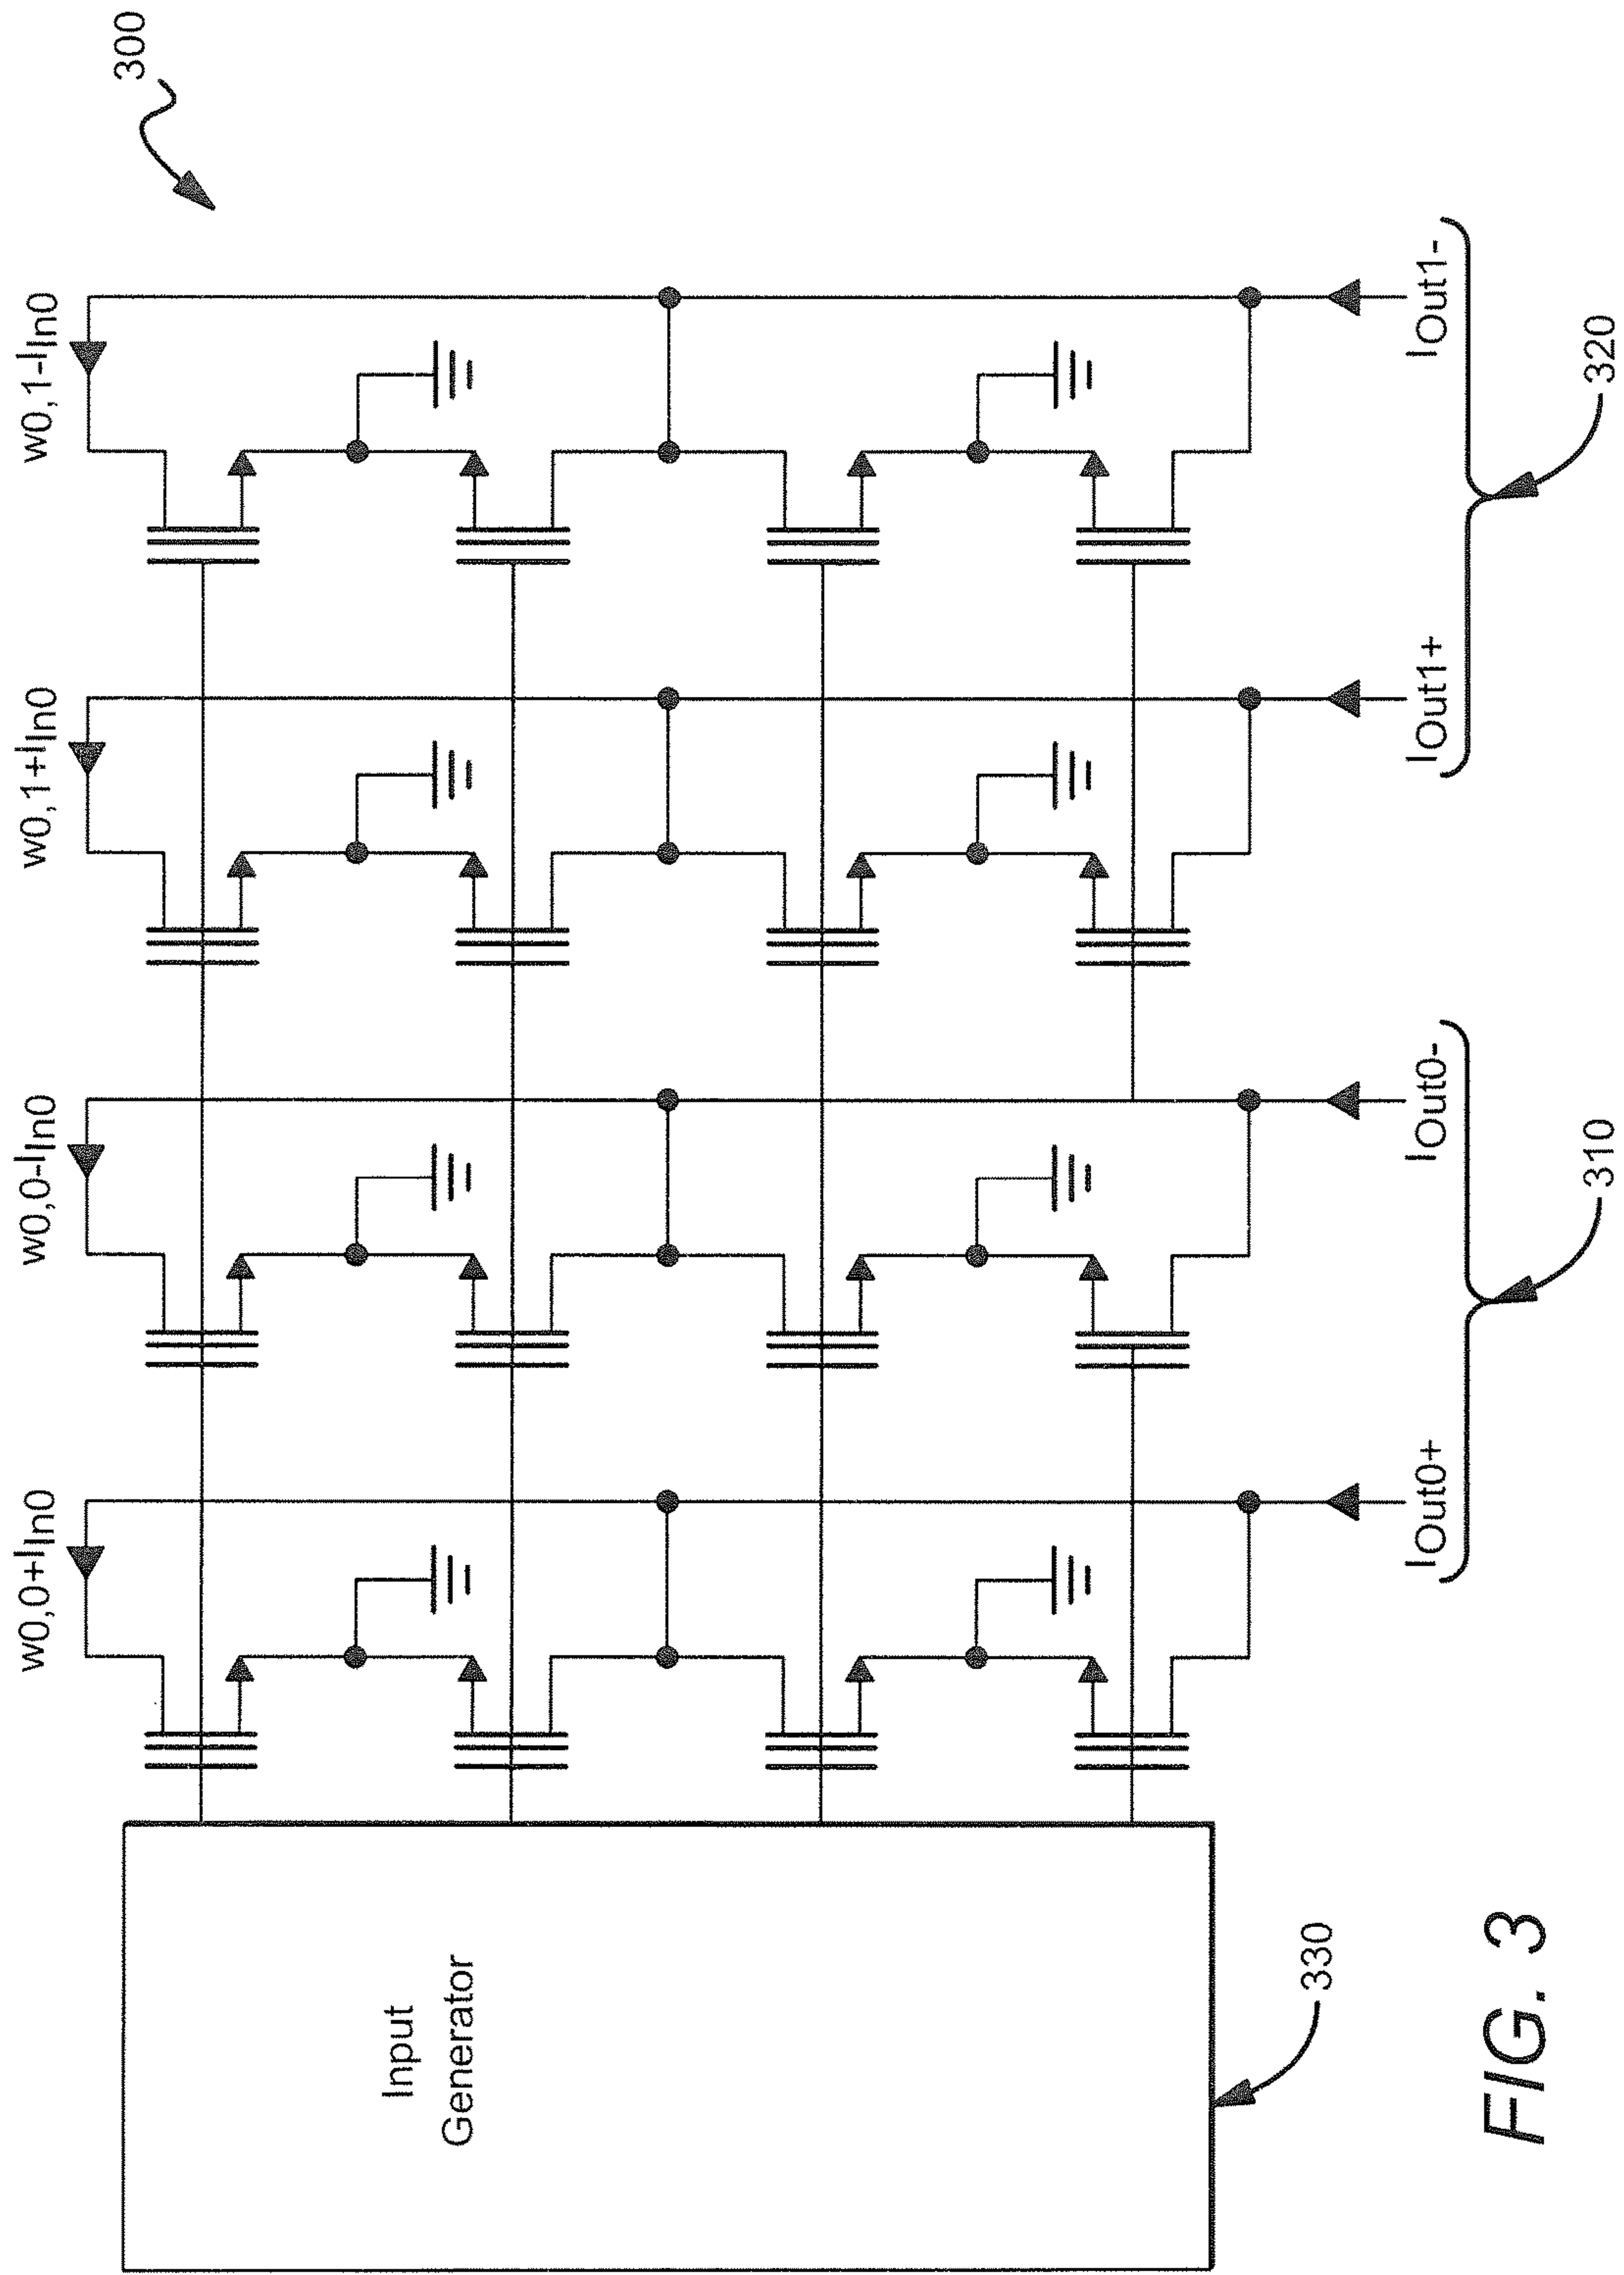 300
w0,0+IIn0
w0,0-IIn0
w0,1+IIn0
w0,1-IIn0
Input
Generator
IOut0+
IOut0-
IOut1+
IOut1-
330
310
320
FIG. 3